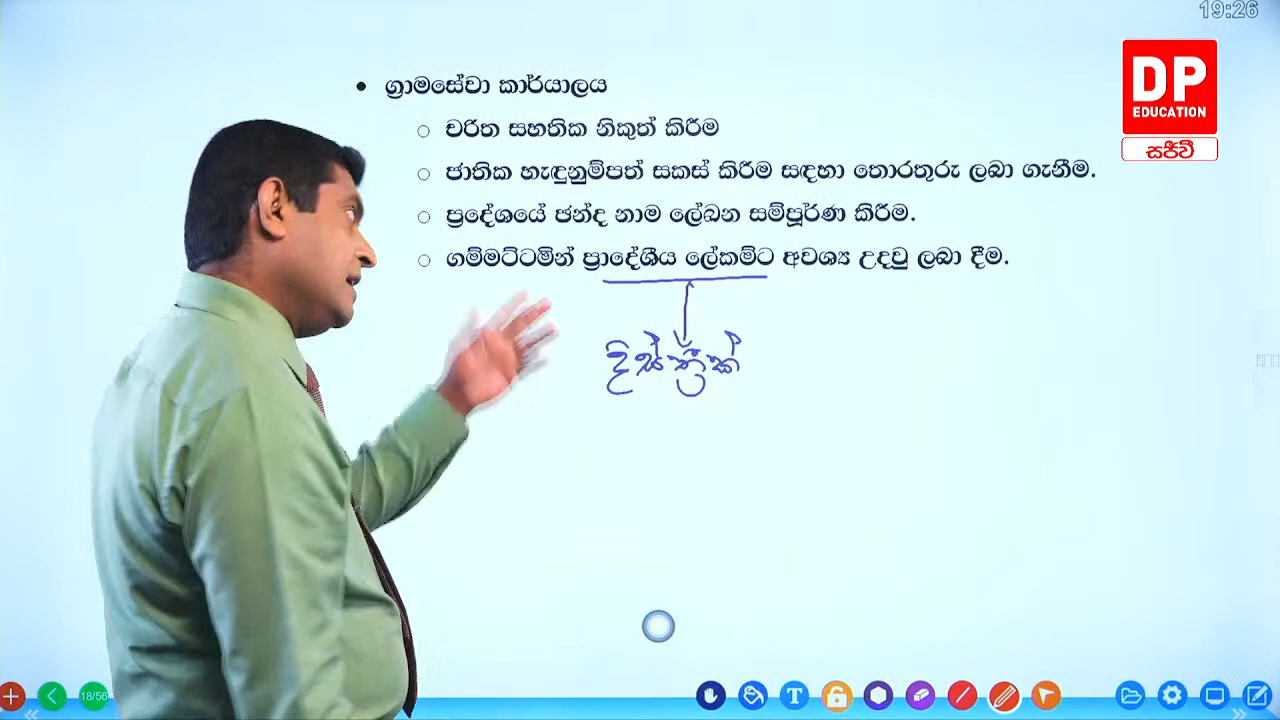 19:26
DP
EDUCATION
සජීවී
• ග්‍රාමසේවා කාර්යාලය
○ චරිත සහතික නිකුත් කිරීම
○ ජාතික හැඳුනුම්පත් සකස් කිරීම සඳහා තොරතුරු ලබා ගැනීම.
○ ප්‍රදේශයේ ඡන්ද නාම ලේඛන සම්පූර්ණ කිරීම.
○ ගම්මට්ටමින් ප්‍රාදේශීය ලේකම්ට අවශ්‍ය උදවු ලබා දීම.
දිස්ත්‍රික්
18/56